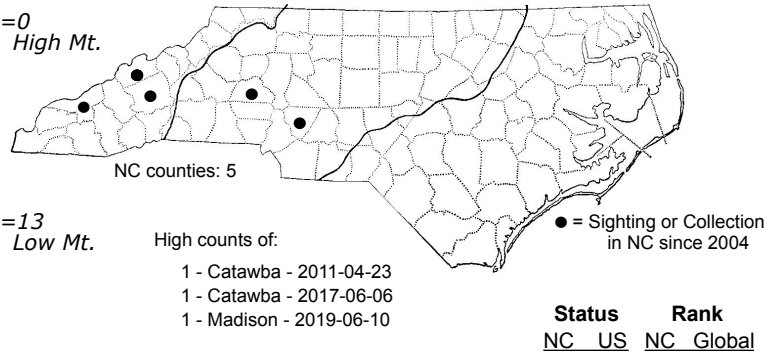 =0
High Mt.
NC counties: 5
=13
Low Mt.
High counts of:
1 - Catawba - 2011-04-23
1 - Catawba - 2017-06-06
1 - Madison - 2019-06-10
● = Sighting or Collection
in NC since 2004
Status Rank
NC US NC Global